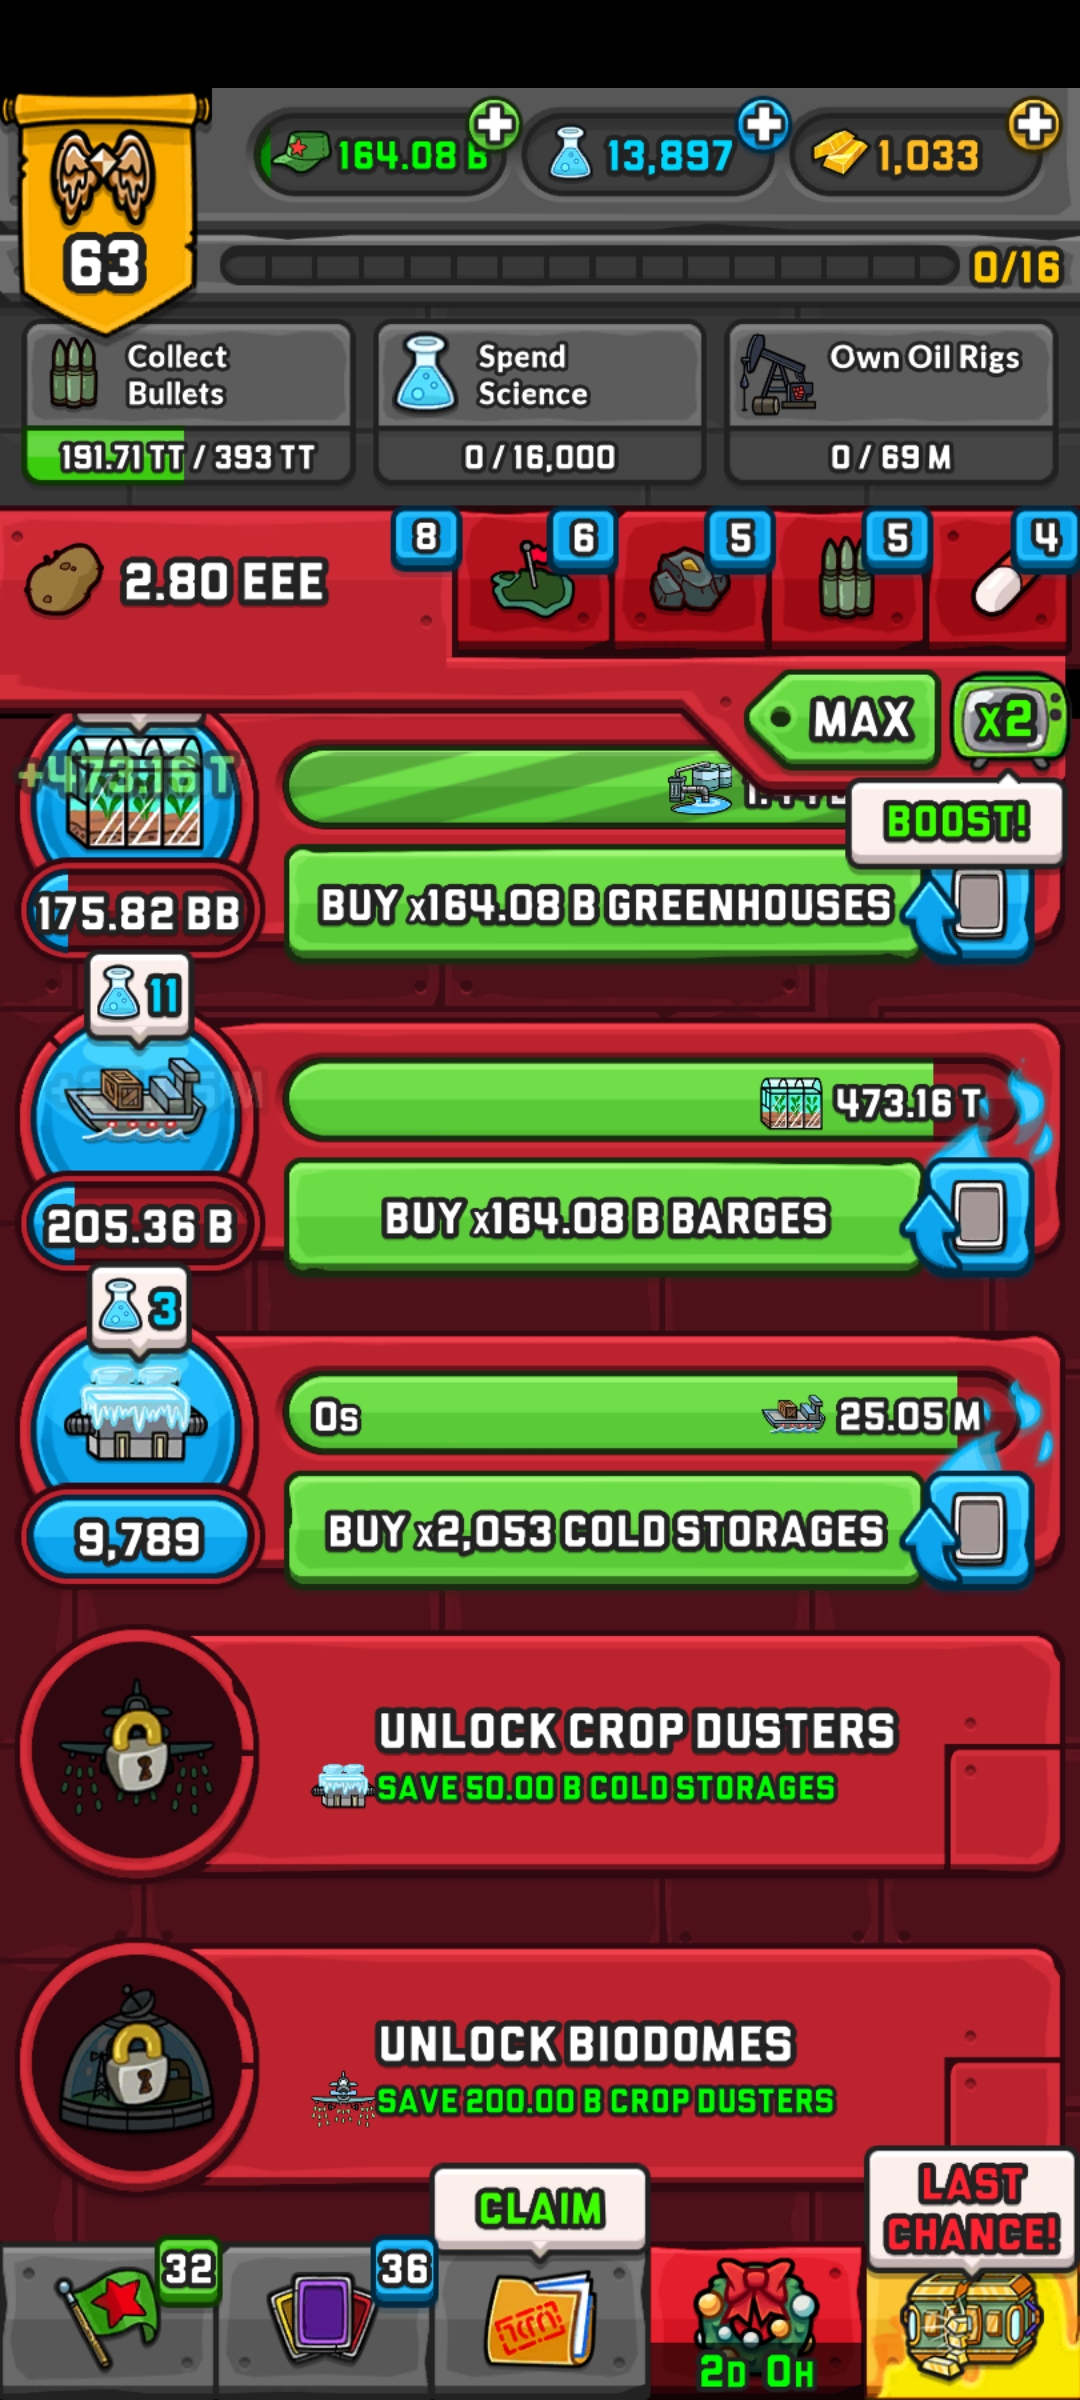 63
164.08 B
13,897
1,033
0/16
Collect
Bullets
191.71 TT / 393 TT
Spend
Science
0 / 16,000
Own Oil Rigs
0 / 69 M
2.80 EEE
8
6
5
5
4
MAX
x2
BOOST!
+473.16 T
175.82 BB
BUY x164.08 B GREENHOUSES
11
473.16 T
205.36 B
BUY x164.08 B BARGES
3
0s
25.05 M
9,789
BUY x2,053 COLD STORAGES
UNLOCK CROP DUSTERS
SAVE 50.00 B COLD STORAGES
UNLOCK BIODOMES
SAVE 200.00 B CROP DUSTERS
CLAIM
LAST
CHANCE!
32
36
2D 0H